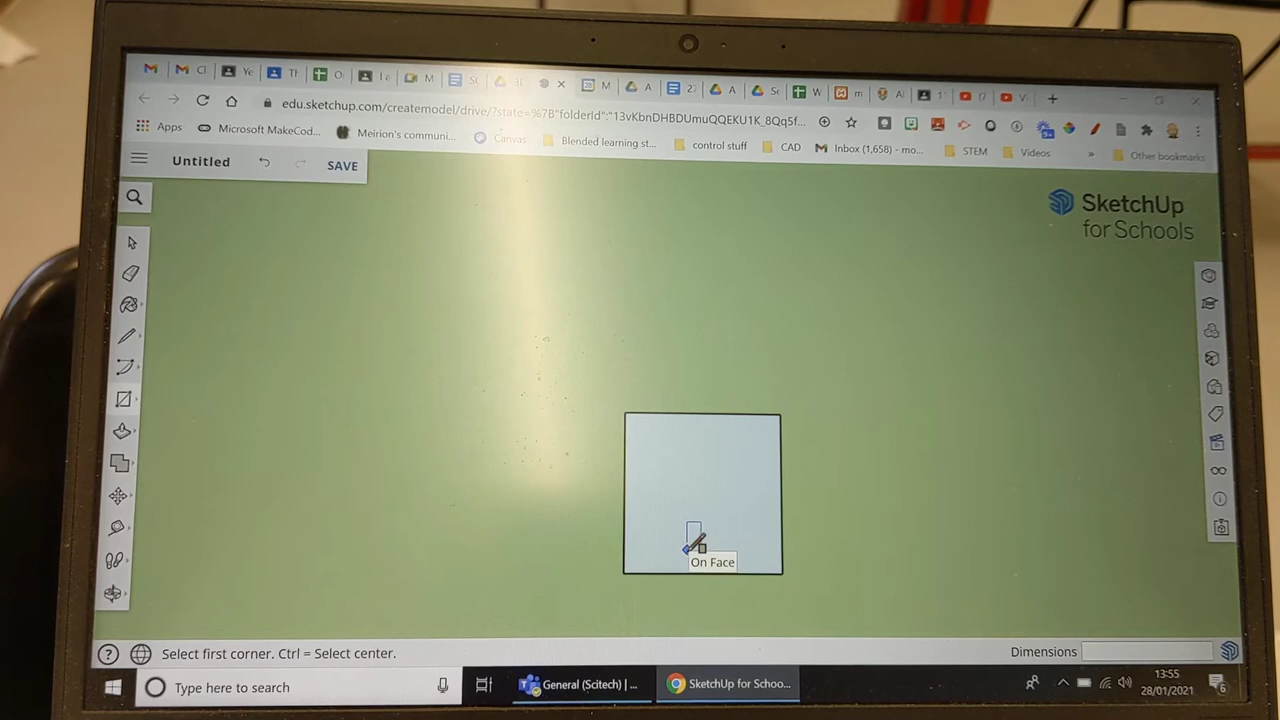 edu.sketchup.com/createmodel/drive/?state=%7B"folderId":"13vKbnDHBDUmuQQEKU1K_8Qq5f...
Apps
Microsoft MakeCod...
Meirion's communi...
Canvas
Blended learning st...
control stuff
CAD
Inbox (1,658) - mo...
STEM
Videos
»
Other bookmarks
Untitled
SAVE
SketchUp
for Schools
On Face
Select first corner. Ctrl = Select center.
Dimensions
Type here to search
General (Scitech) | ...
SketchUp for Schoo...
13:55
28/01/2021
6